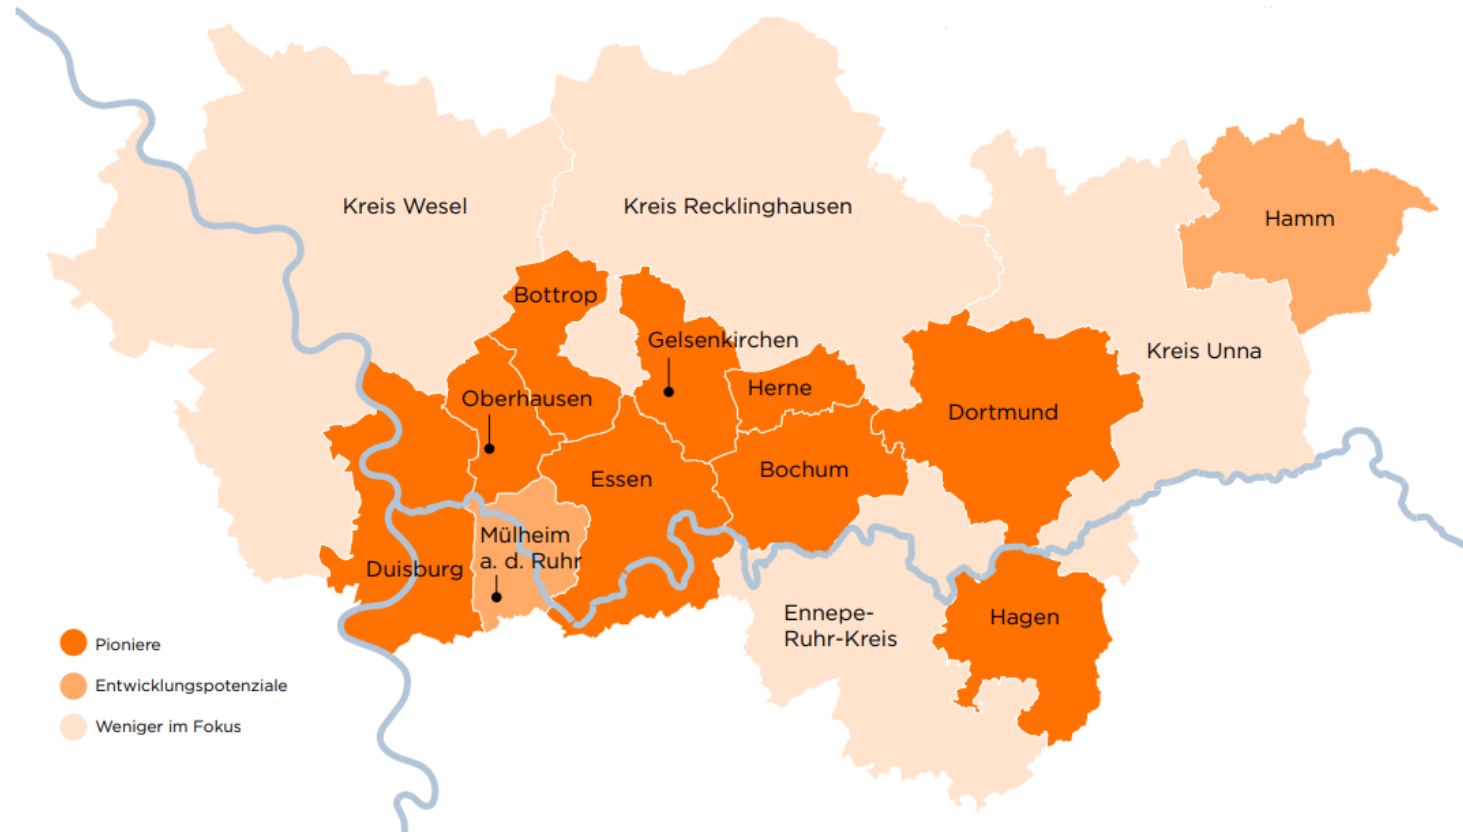 Kreis Wesel
Kreis Recklinghausen
Hamm
Bottrop
Gelsenkirchen
Kreis Unna
Herne
Oberhausen
Dortmund
Bochum
Essen
Mülheim
a. d. Ruhr
Duisburg
Ennepe-
Ruhr-Kreis
Hagen
Pioniere
Entwicklungspotenziale
Weniger im Fokus